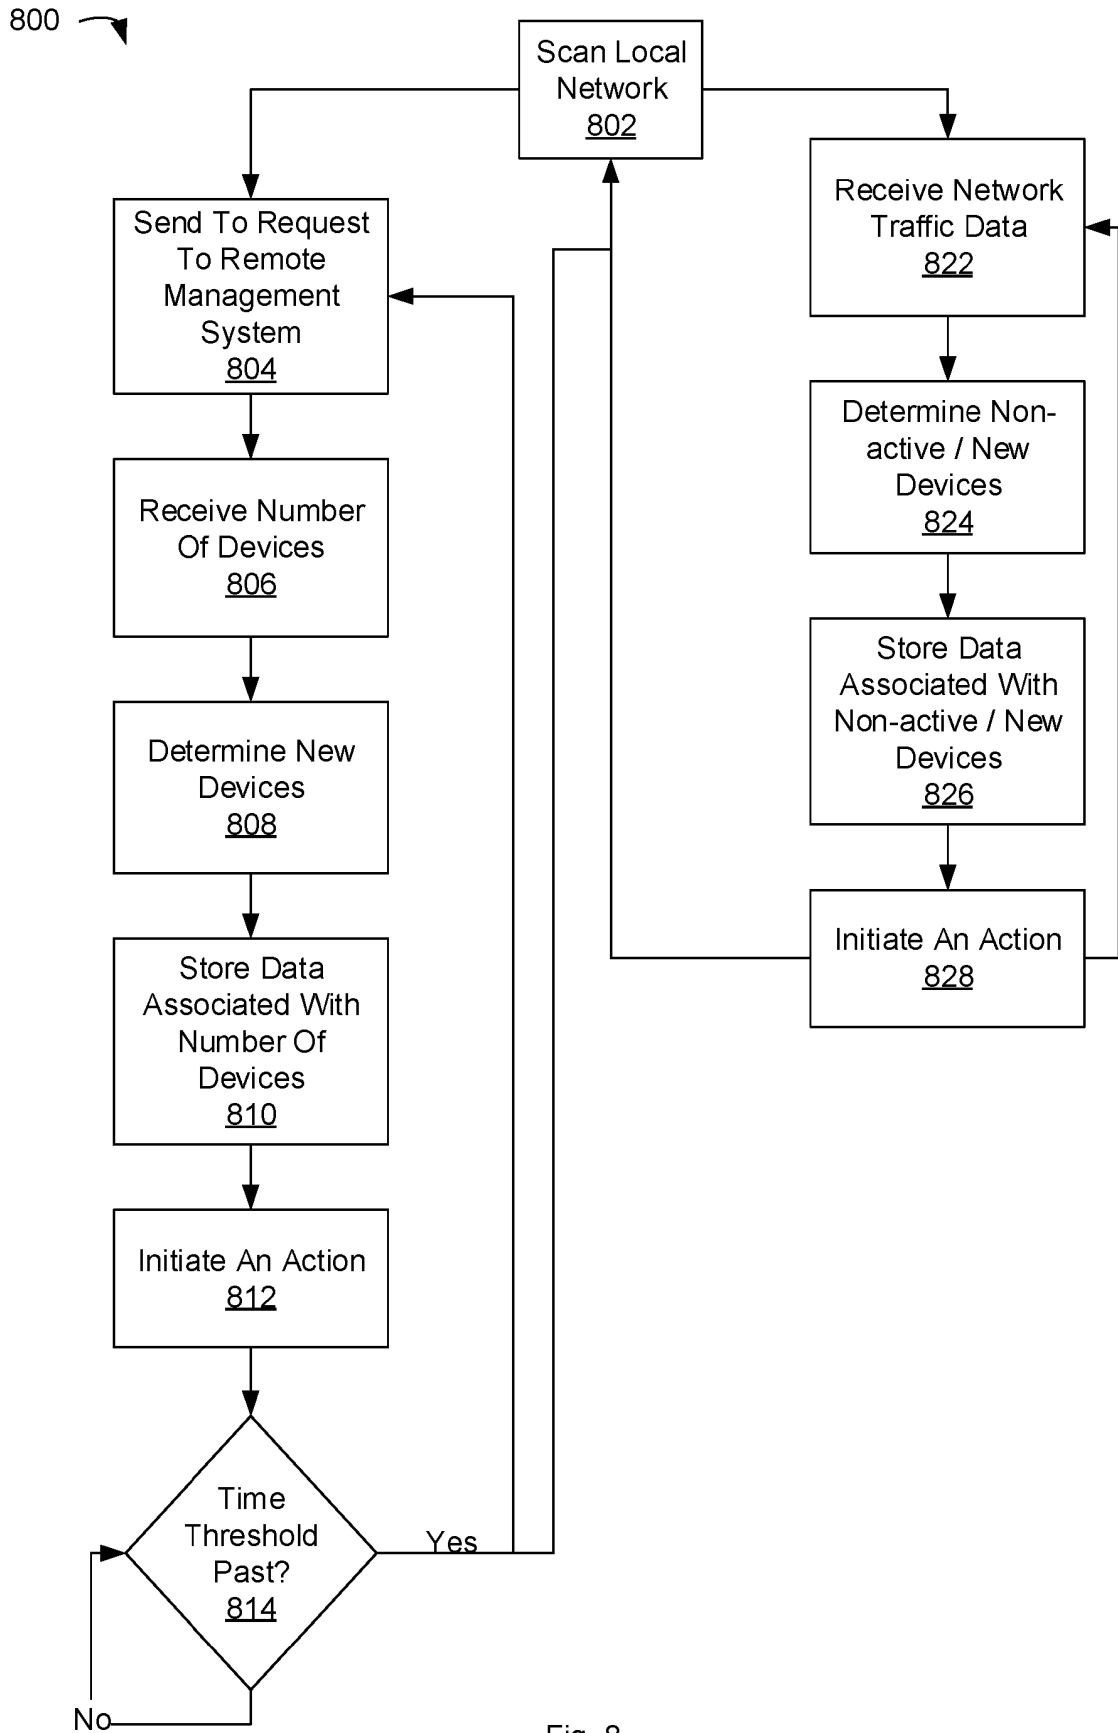 800
Scan Local
Network
802
Send To Request
To Remote
Management
System
804
Receive Number
Of Devices
806
Determine New
Devices
808
Store Data
Associated With
Number Of
Devices
810
Initiate An Action
812
Time
Threshold
Past?
814
Yes
No
Receive Network
Traffic Data
822
Determine Non-
active / New
Devices
824
Store Data
Associated With
Non-active / New
Devices
826
Initiate An Action
828
Fig. 8